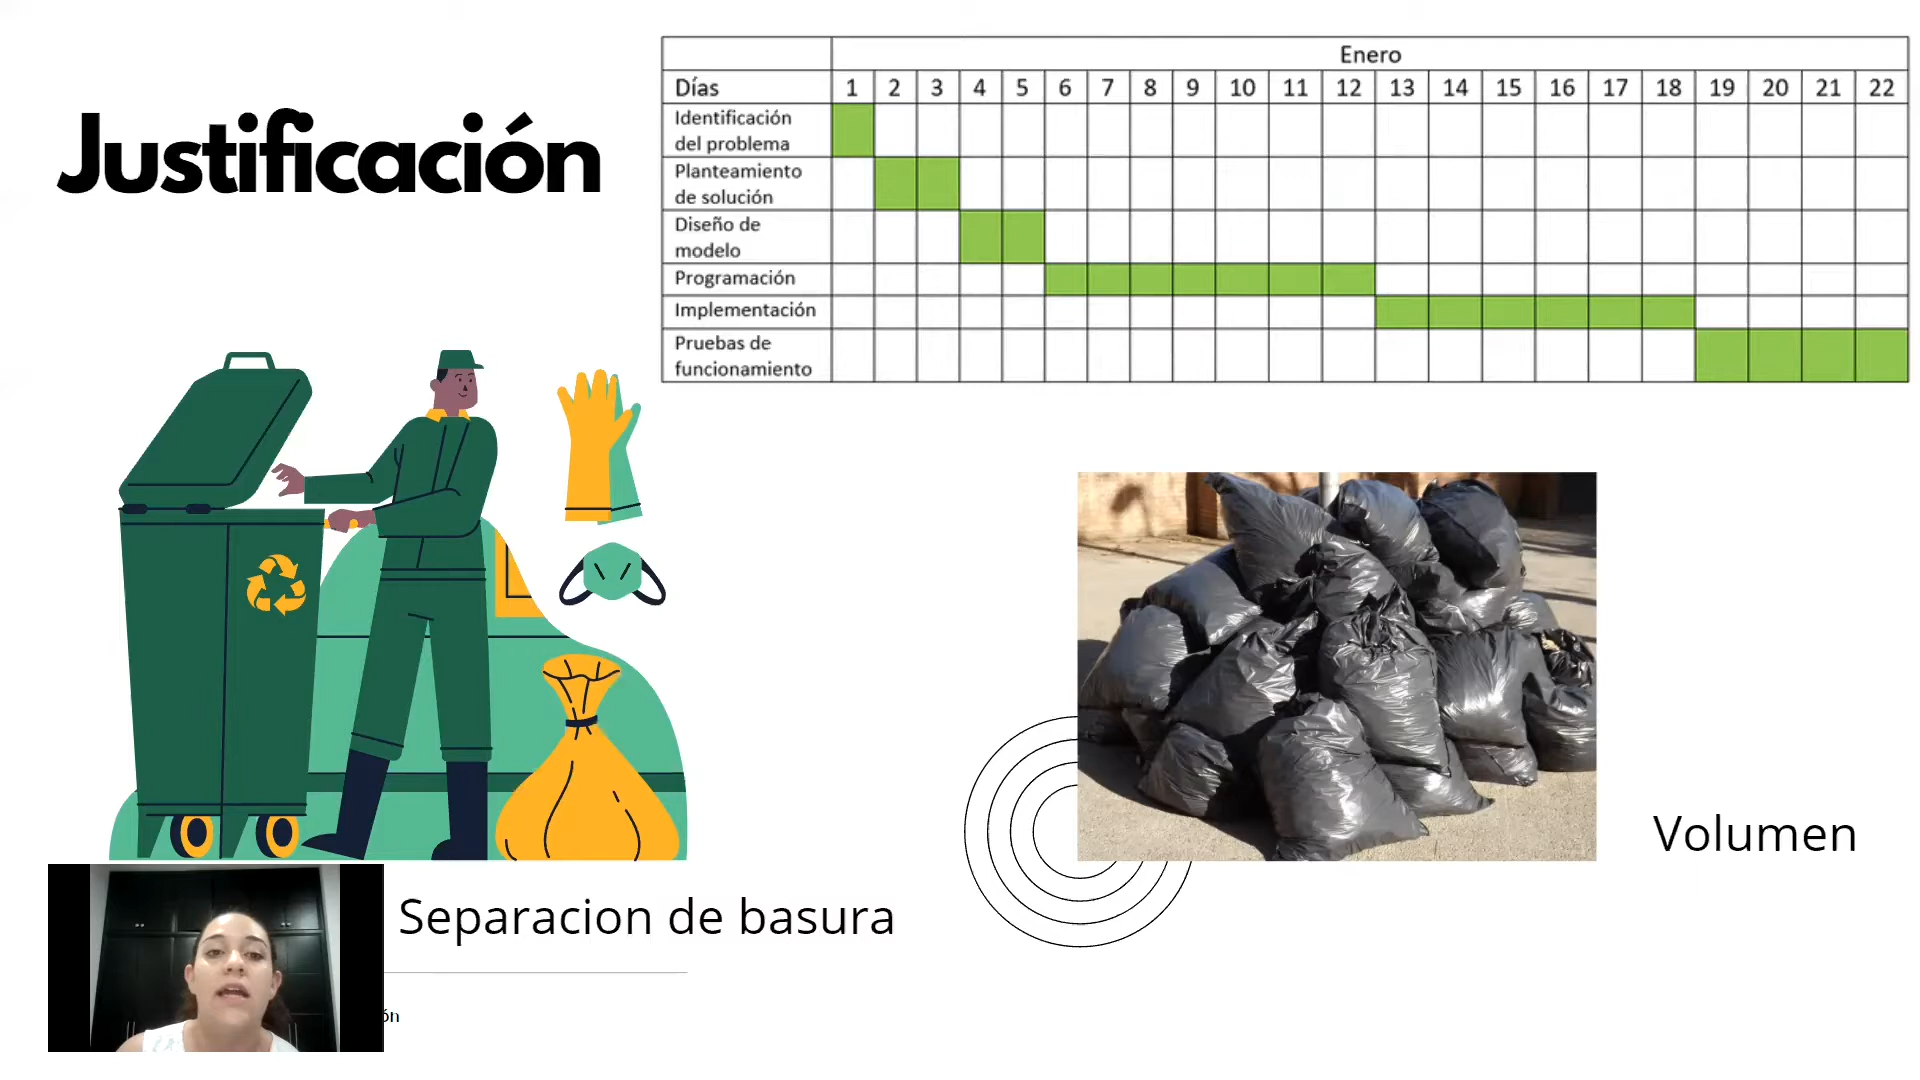 Justificación
Enero
Días 1 2 3 4 5 6 7 8 9 10 11 12 13 14 15 16 17 18 19 20 21 22
Identificación
del problema
Planteamiento
de solución
Diseño de
modelo
Programación
Implementación
Pruebas de
funcionamiento
Volumen
Separacion de basura